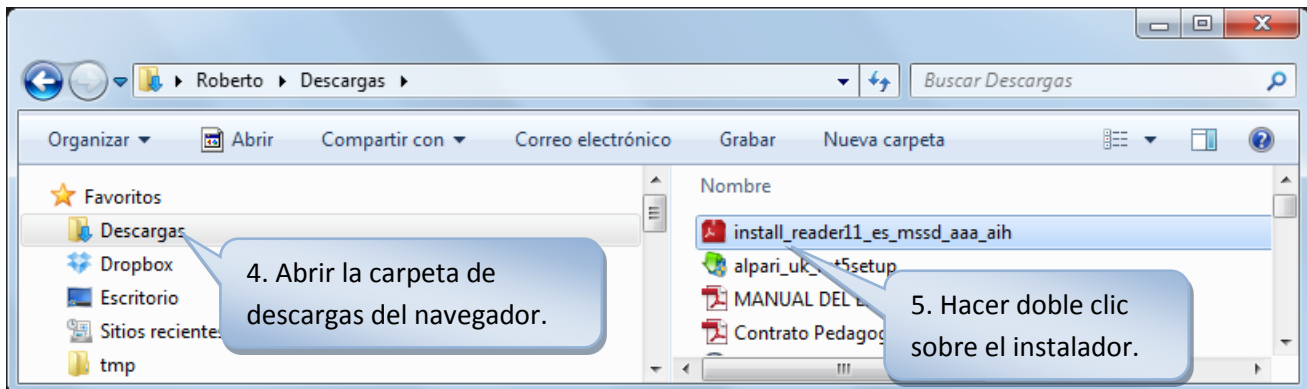 Roberto ▸ Descargas ▸
Buscar Descargas
Organizar Abrir Compartir con Correo electrónico Grabar Nueva carpeta
Favoritos
Descargas
Dropbox
Escritorio
Sitios recientes
tmp
4. Abrir la carpeta de
descargas del navegador.
Nombre
install_reader11_es_mssd_aaa_aih
alpari_uk_mt5setup
MANUAL DEL
Contrato
5. Hacer doble clic
sobre el instalador.